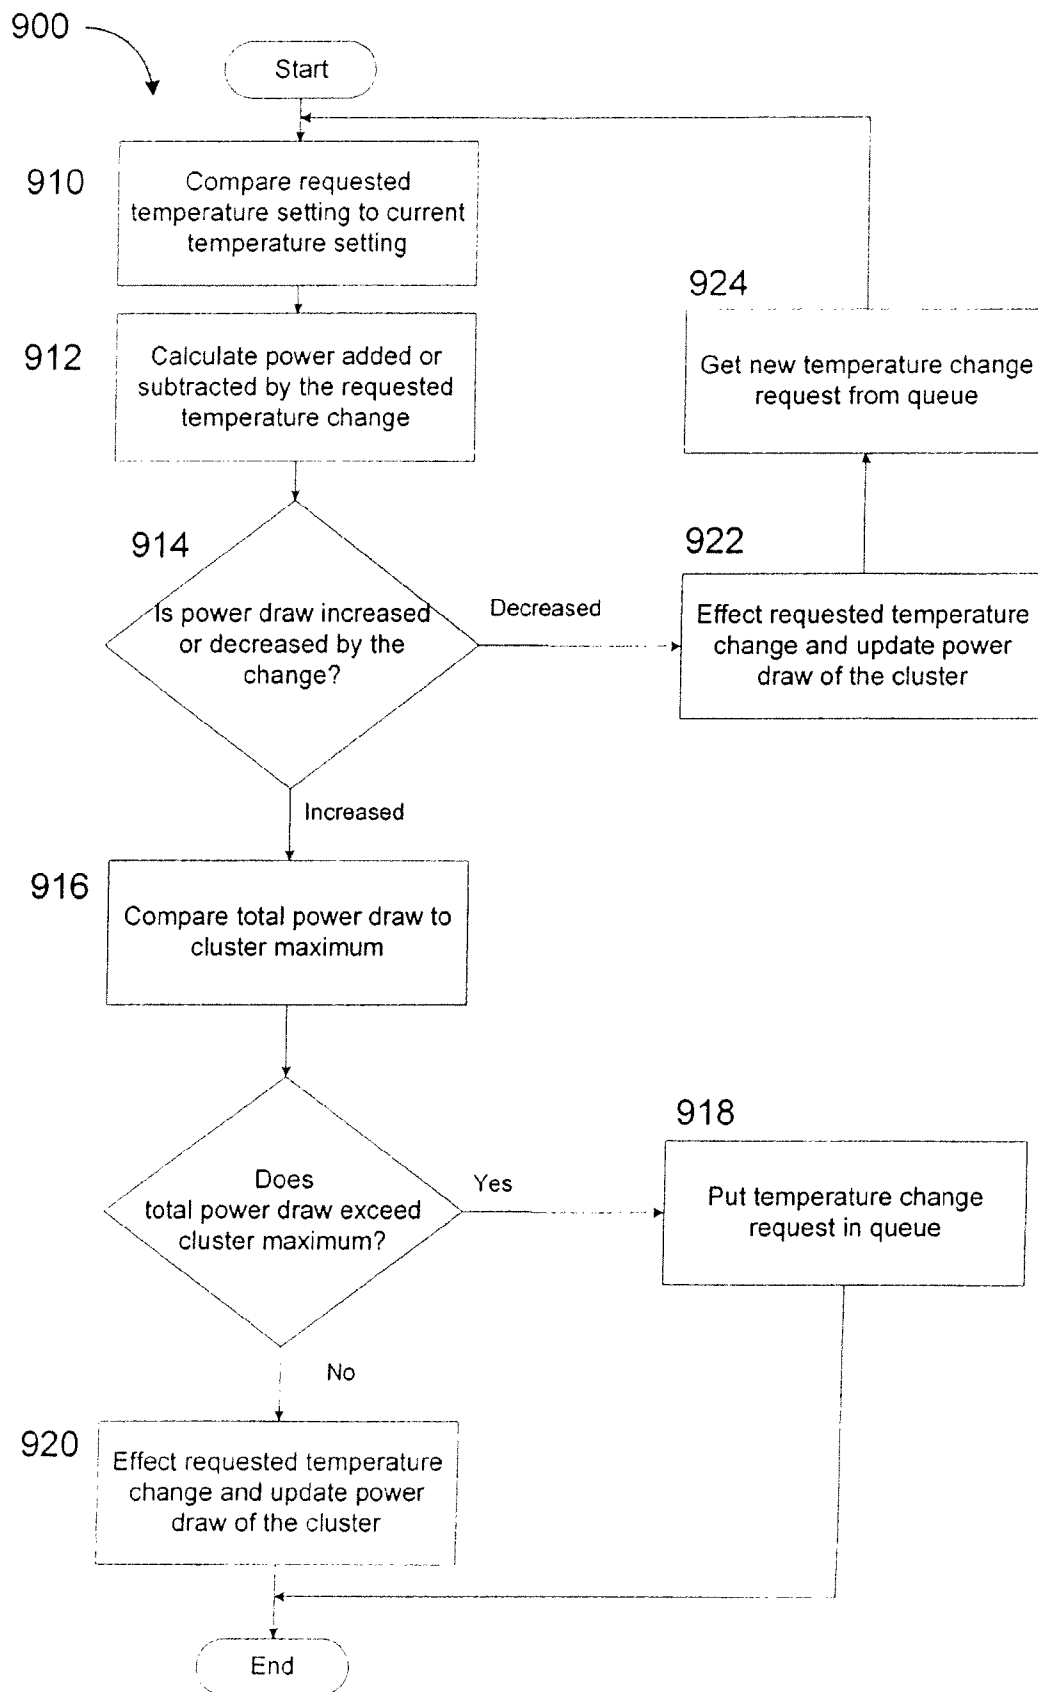 900
Start
910
Compare requested
temperature setting to current
temperature setting
912
Calculate power added or
subtracted by the requested
temperature change
924
Get new temperature change
request from queue
914
Is power draw increased
or decreased by the
change?
Decreased
922
Effect requested temperature
change and update power
draw of the cluster
Increased
916
Compare total power draw to
cluster maximum
Does
total power draw exceed
cluster maximum?
Yes
918
Put temperature change
request in queue
No
920
Effect requested temperature
change and update power
draw of the cluster
End